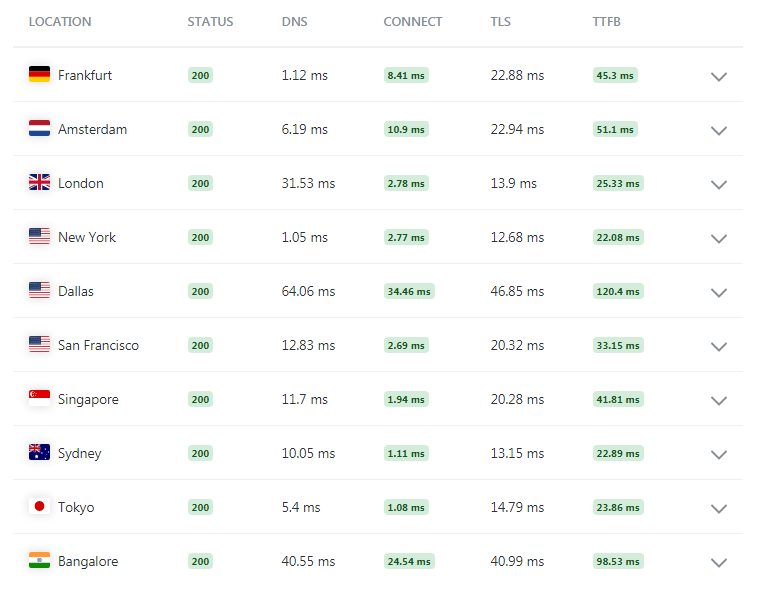 LOCATION STATUS DNS CONNECT TLS TTFB
Frankfurt 200 1.12 ms 8.41 ms 22.88 ms 45.3 ms
Amsterdam 200 6.19 ms 10.9 ms 22.94 ms 51.1 ms
London 200 31.53 ms 2.78 ms 13.9 ms 25.33 ms
New York 200 1.05 ms 2.77 ms 12.68 ms 22.08 ms
Dallas 200 64.06 ms 34.46 ms 46.85 ms 120.4 ms
San Francisco 200 12.83 ms 2.69 ms 20.32 ms 33.15 ms
Singapore 200 11.7 ms 1.94 ms 20.28 ms 41.81 ms
Sydney 200 10.05 ms 1.11 ms 13.15 ms 22.89 ms
Tokyo 200 5.4 ms 1.08 ms 14.79 ms 23.86 ms
Bangalore 200 40.55 ms 24.54 ms 40.99 ms 98.53 ms